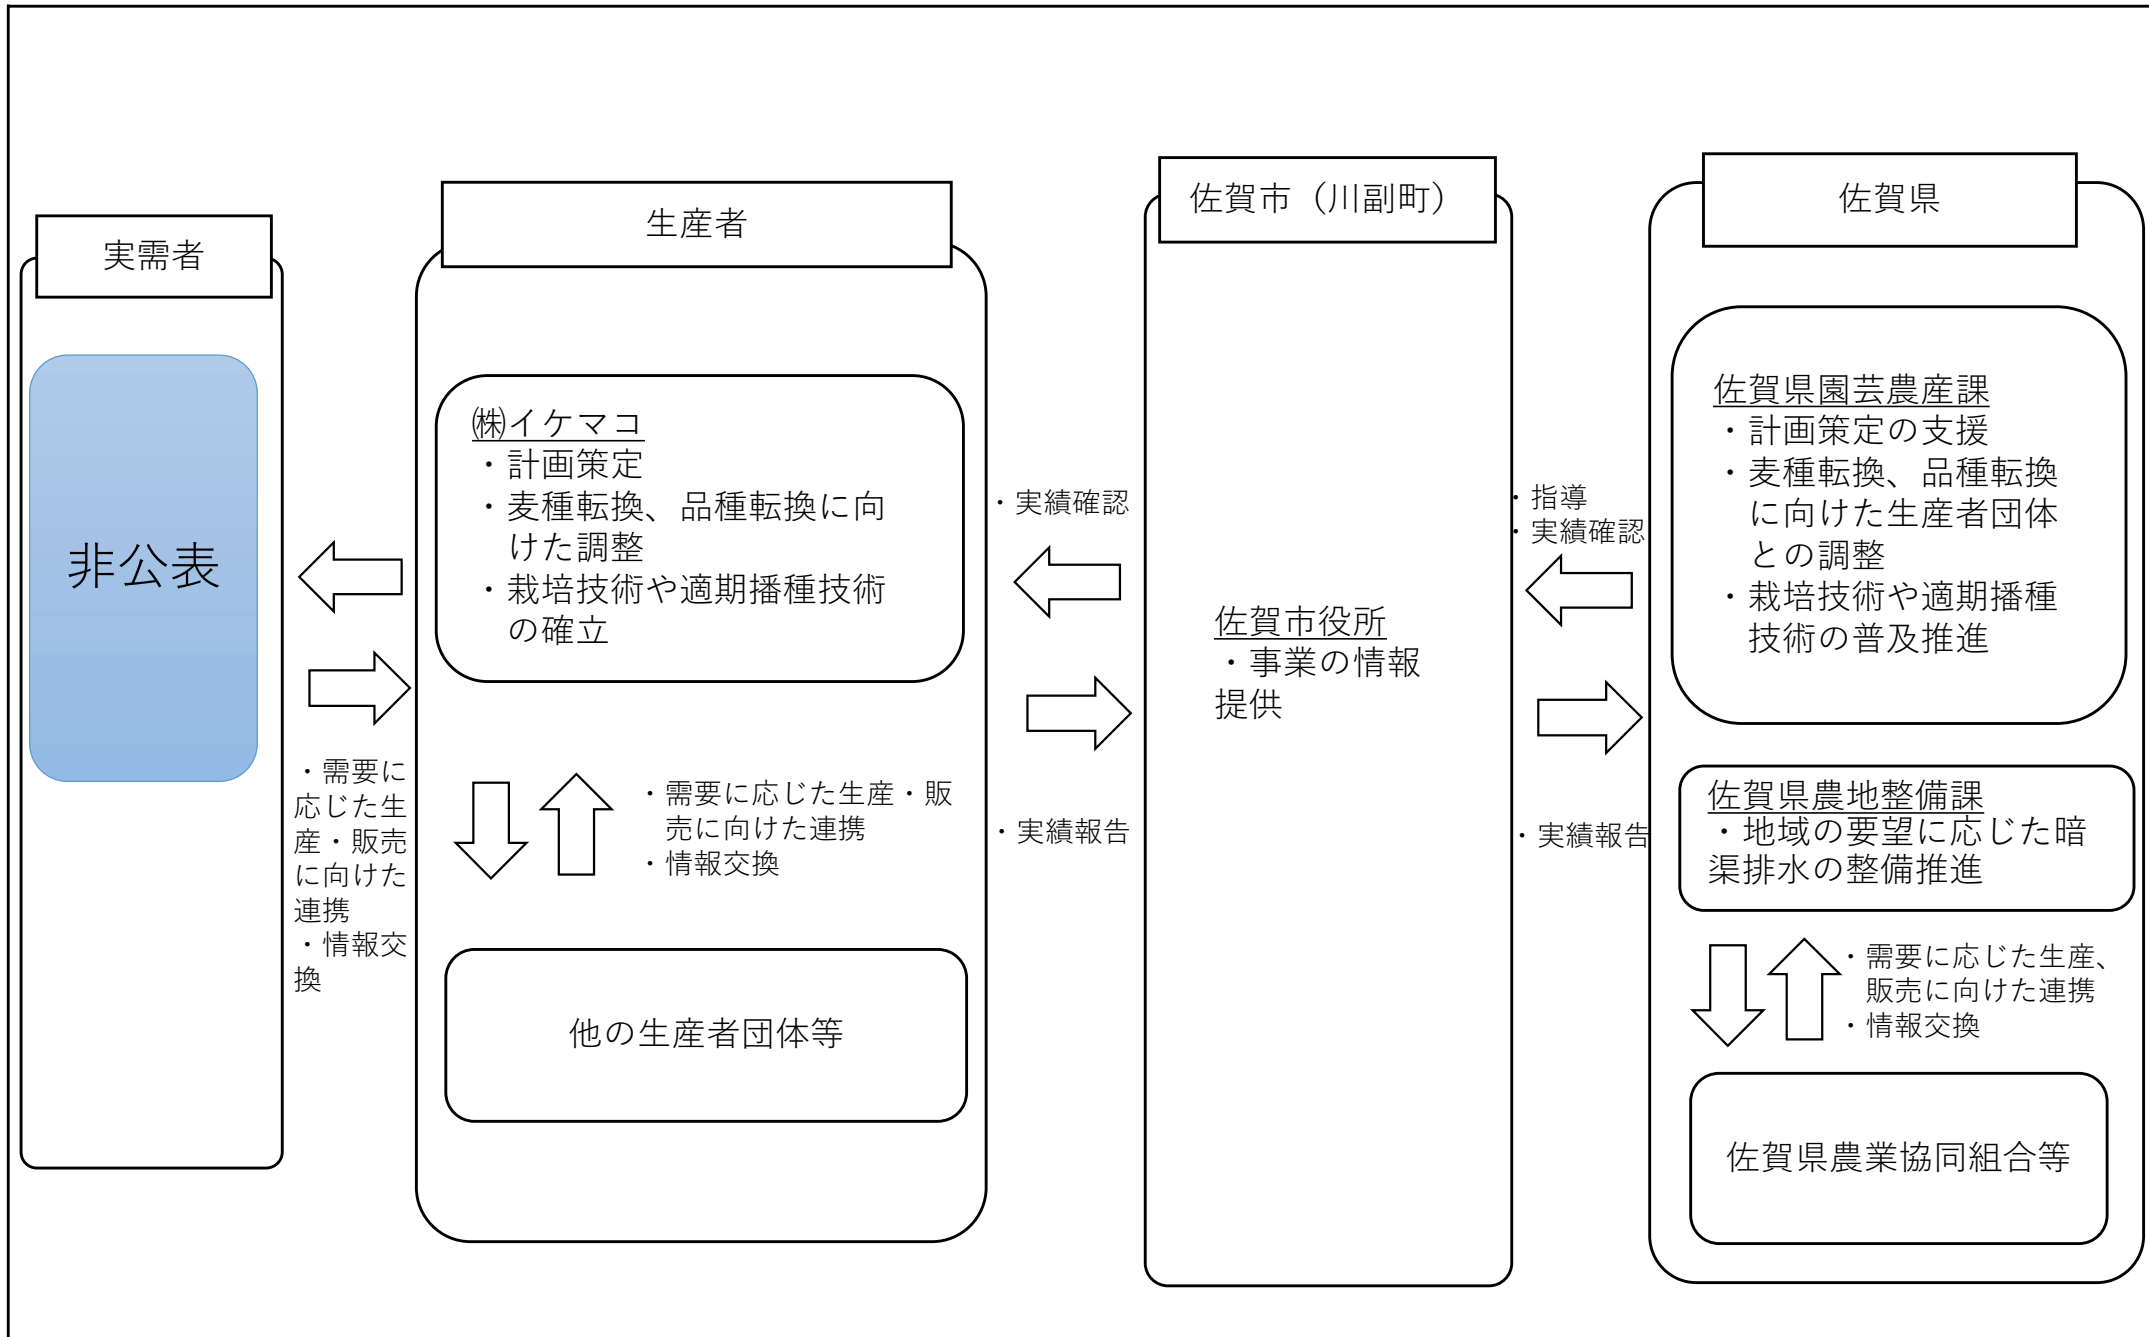 実需者
非公表
・需要に
応じた生
産・販売
に向けた
連携
・情報交
換
生産者
㈱イケマコ
・計画策定
・麦種転換、品種転換に向
けた調整
・栽培技術や適期播種技術
の確立
・需要に応じた生産・販
売に向けた連携
・情報交換
他の生産者団体等
・実績確認
・実績報告
佐賀市（川副町）
佐賀市役所
・事業の情報
提供
・指導
・実績確認
・実績報告
佐賀県
佐賀県園芸農産課
・計画策定の支援
・麦種転換、品種転換
に向けた生産者団体
との調整
・栽培技術や適期播種
技術の普及推進
佐賀県農地整備課
・地域の要望に応じた暗
渠排水の整備推進
・需要に応じた生産、
販売に向けた連携
・情報交換
佐賀県農業協同組合等